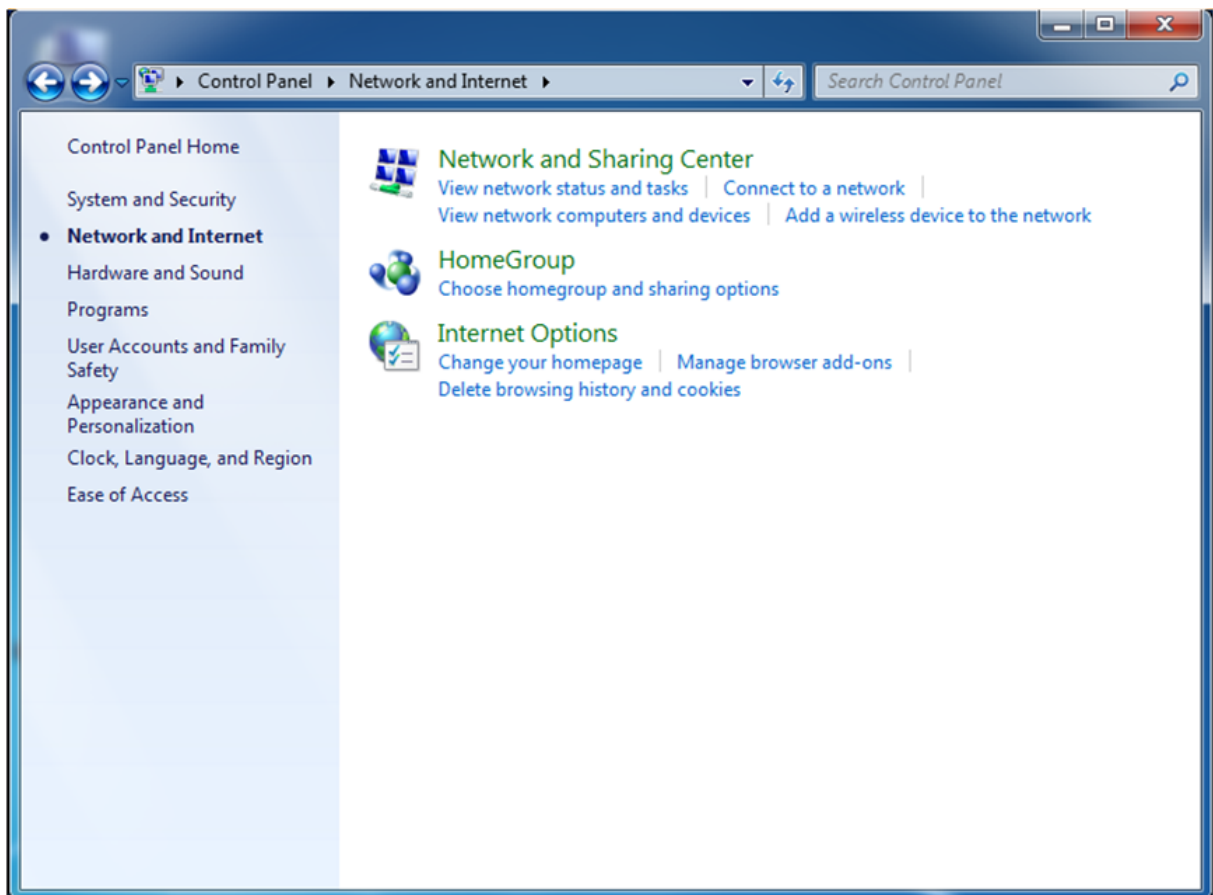 Control Panel Network and Internet
Search Control Panel
Control Panel Home
System and Security
Network and Internet
Hardware and Sound
Programs
User Accounts and Family
Safety
Appearance and
Personalization
Clock, Language, and Region
Ease of Access
Network and Sharing Center
View network status and tasks
Connect to a network
View network computers and devices
Add a wireless device to the network
HomeGroup
Choose homegroup and sharing options
Internet Options
Change your homepage
Manage browser add-ons
Delete browsing history and cookies